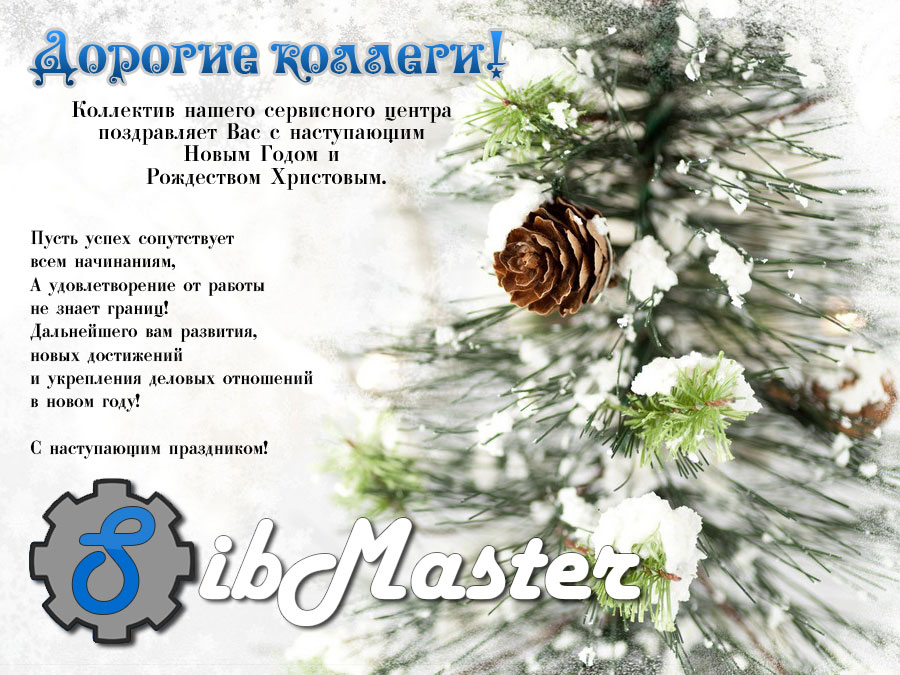 Дорогие коллеги!
Коллектив нашего сервисного центра
поздравляет Вас с наступающим
Новым Годом и
Рождеством Христовым.
Пусть успех сопутствует
всем начинаниям,
А удовлетворение от работы
не знает границ!
Дальнейшего вам развития,
новых достижений
и укрепления деловых отношений
в новом году!
С наступающим праздником!
SibMaster